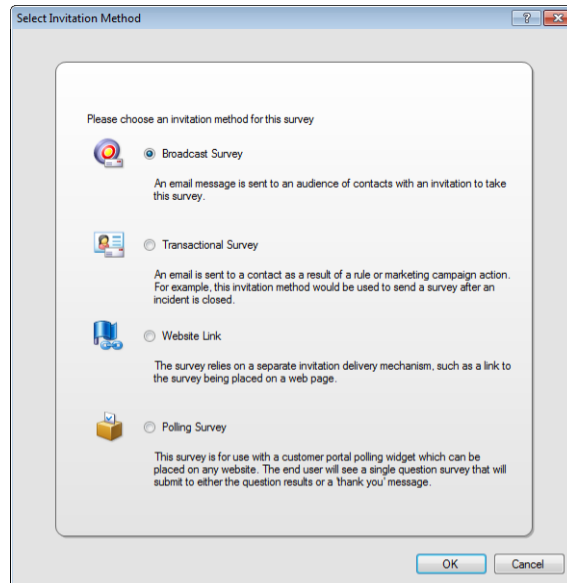 Select Invitation Method
Please choose an invitation method for this survey
Broadcast Survey
An email message is sent to an audience of contacts with an invitation to take
this survey.
Transactional Survey
An email is sent to a contact as a result of a rule or marketing campaign action.
For example, this invitation method would be used to send a survey after an
incident is closed.
Website Link
The survey relies on a separate invitation delivery mechanism, such as a link to
the survey being placed on a web page.
Polling Survey
This survey is for use with a customer portal polling widget which can be
placed on any website. The end user will see a single question survey that will
submit to either the question results or a 'thank you' message.
OK
Cancel